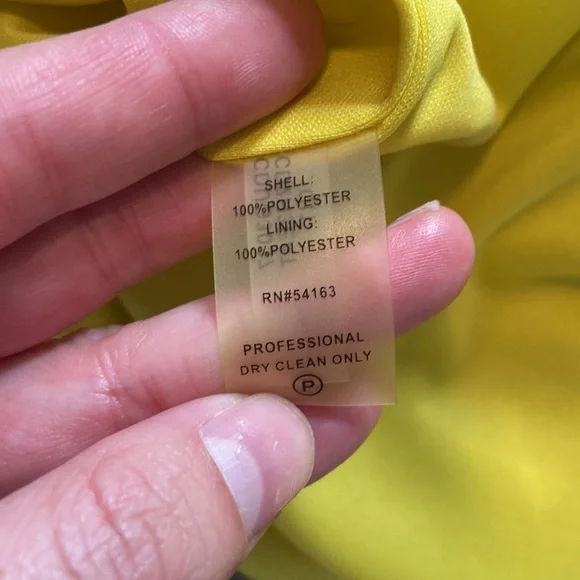 SHELL:
100%POLYESTER
LINING:
100%POLYESTER
RN#54163
PROFESSIONAL
DRY CLEAN ONLY
P